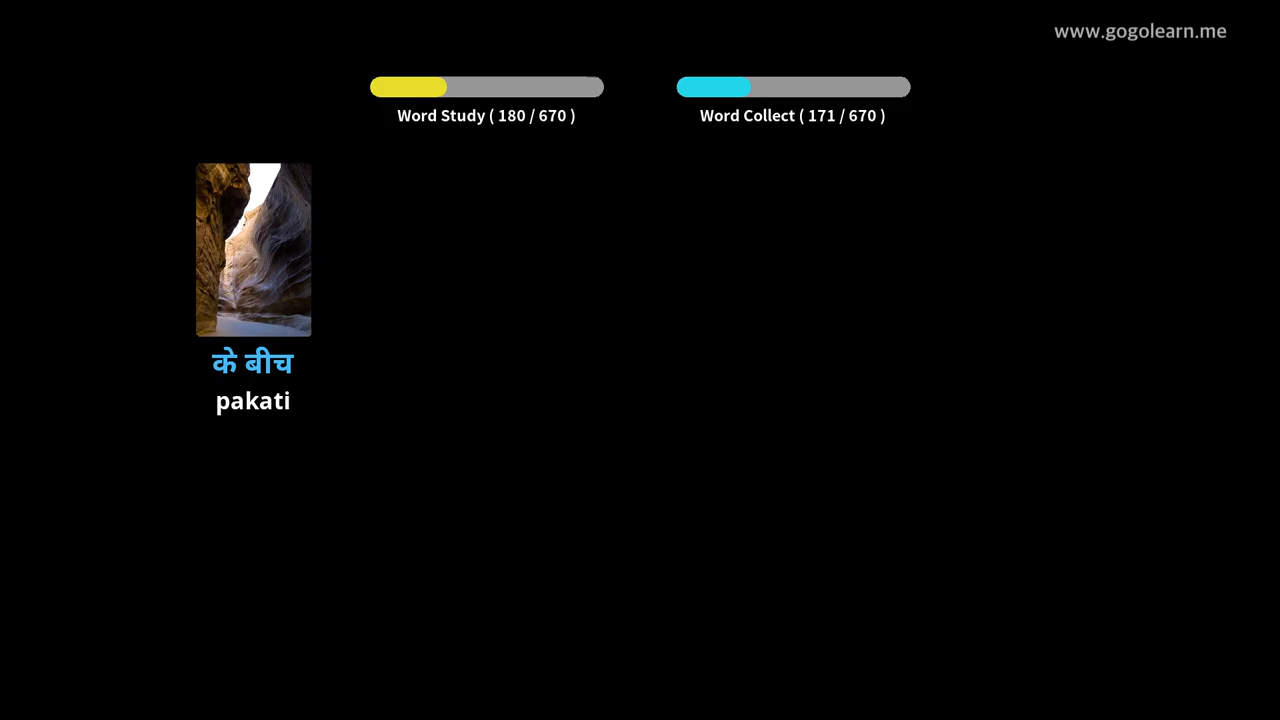 www.gogolearn.me
Word Study ( 180 / 670 )
Word Collect ( 171 / 670 )
के बीच
pakati